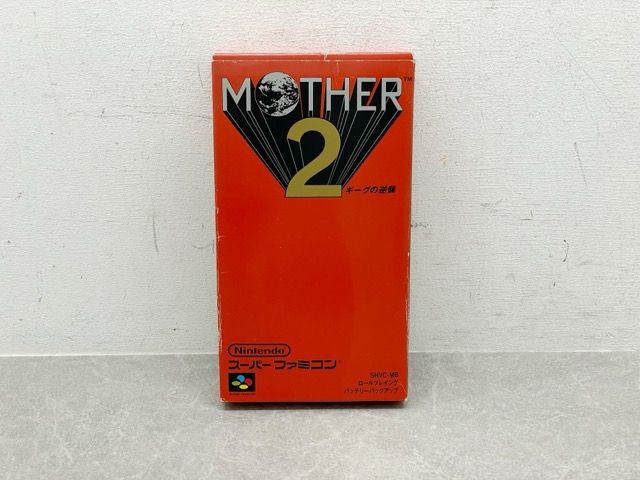 MOTHER™
2
ギーグの逆襲
Nintendo
スーパーファミコン
SHVC-MB
ロールプレイング
バッテリーバックアップ